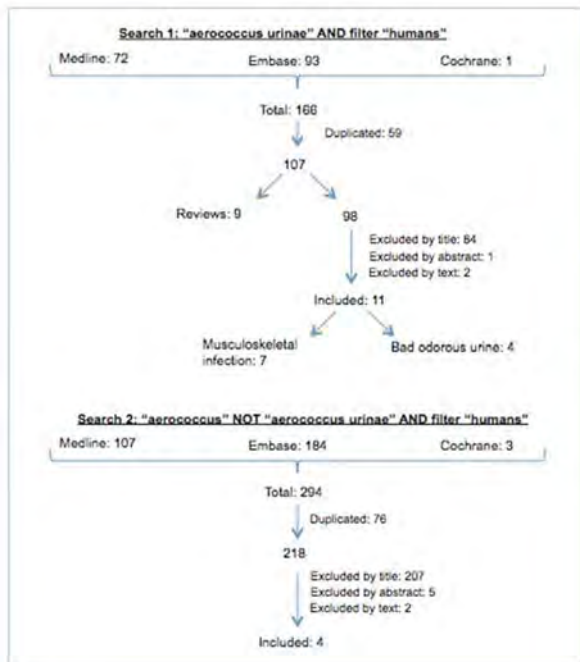 Search 1: “aerococcus urinae” AND filter “humans”
Medline: 72 Embase: 93 Cochrane: 1
Total: 166
Duplicated: 59
107
Reviews: 9 98
Excluded by title: 84
Excluded by abstract: 1
Excluded by text: 2
Included: 11
Musculoskeletal
infection: 7
Bad odorous urine: 4
Search 2: “aerococcus” NOT “aerococcus urinae” AND filter “humans”
Medline: 107 Embase: 184 Cochrane: 3
Total: 294
Duplicated: 76
218
Excluded by title: 207
Excluded by abstract: 5
Excluded by text: 2
Included: 4